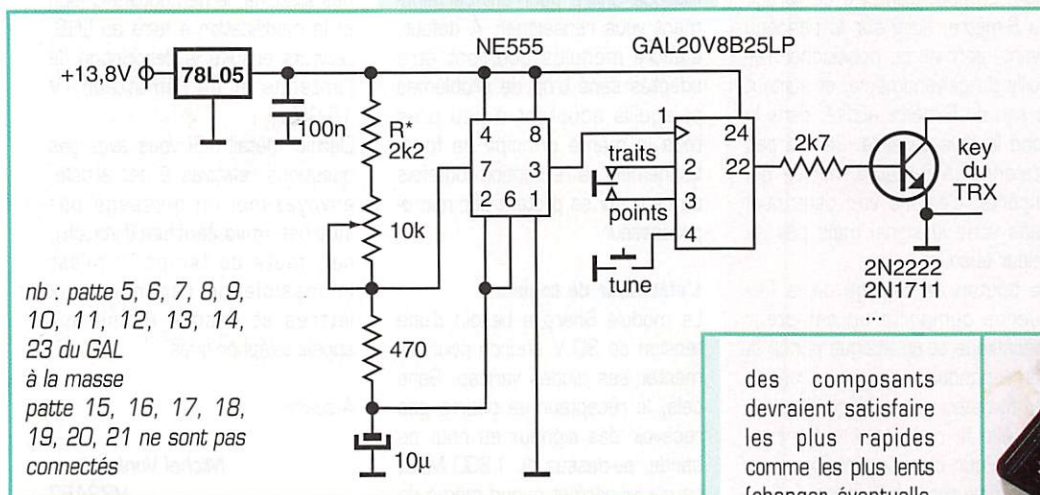 NE555
GAL20V8B25LP
+13,8V
78L05
100n
R*
2k2
10k
470
10µ
4 8
7 3
2 6
1
2
3
4
24
22
traits
points
tune
2k7
key
du
TRX
2N2222
2N1711
...
nb : patte 5, 6, 7, 8, 9,
10, 11, 12, 13, 14,
23 du GAL
à la masse
patte 15, 16, 17, 18,
19, 20, 21 ne sont pas
connectés
des composants
devraient satisfaire
les plus rapides
comme les plus lents